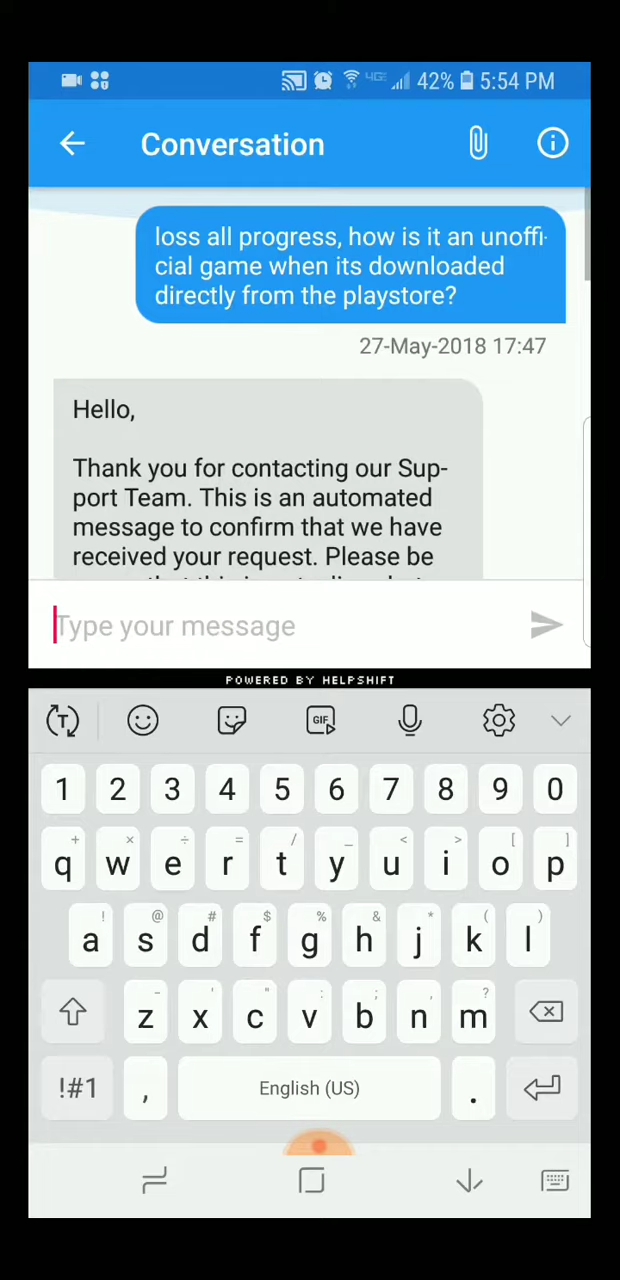 4G 42% 5:54 PM
Conversation
loss all progress, how is it an unoffi-
cial game when its downloaded
directly from the playstore?
27-May-2018 17:47
Hello,
Thank you for contacting our Sup-
port Team. This is an automated
message to confirm that we have
received your request. Please be
Type your message
POWERED BY HELPSHIFT
T GIF
1 2 3 4 5 6 7 8 9 0
+ × ÷ = / _ < > [ ]
q w e r t y u i o p
! @ # $ % & * ( )
a s d f g h j k l
- ' " : ; , ?
z x c v b n m
!#1 , English (US) .